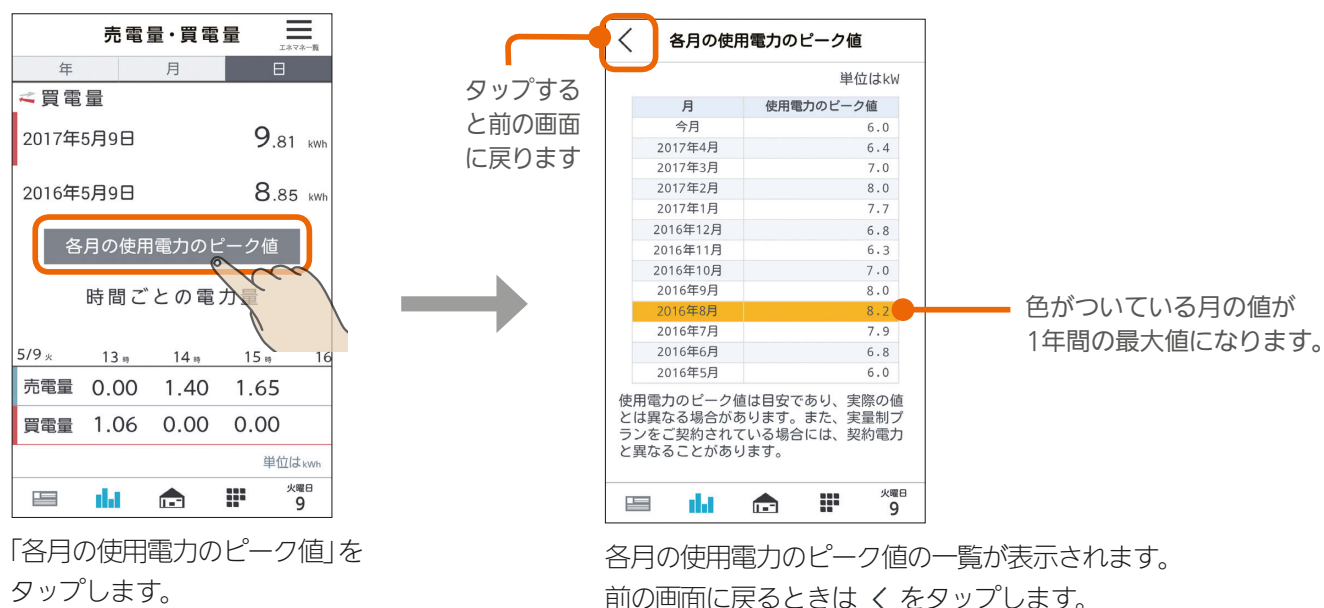 売電量・買電量
エネマネ一覧
年 月 日
買電量
2017年5月9日 9.81 kWh
2016年5月9日 8.85 kWh
各月の使用電力のピーク値
時間ごとの電力量
5/9火 13時 14時 15時 16
売電量 0.00 1.40 1.65
買電量 1.06 0.00 0.00
単位はkWh
火曜日
9
「各月の使用電力のピーク値」を
タップします。
タップする
と前の画面
に戻ります
各月の使用電力のピーク値
単位はkW
月 使用電力のピーク値
今月 6.0
2017年4月 6.4
2017年3月 7.0
2017年2月 8.0
2017年1月 7.7
2016年12月 6.8
2016年11月 6.3
2016年10月 7.0
2016年9月 8.0
2016年8月 8.2
2016年7月 7.9
2016年6月 6.8
2016年5月 6.0
使用電力のピーク値は目安であり、実際の値
とは異なる場合があります。また、実量制プ
ランをご契約されている場合には、契約電力
と異なることがあります。
火曜日
9
色がついている月の値が
1年間の最大値になります。
各月の使用電力のピーク値の一覧が表示されます。
前の画面に戻るときは く をタップします。